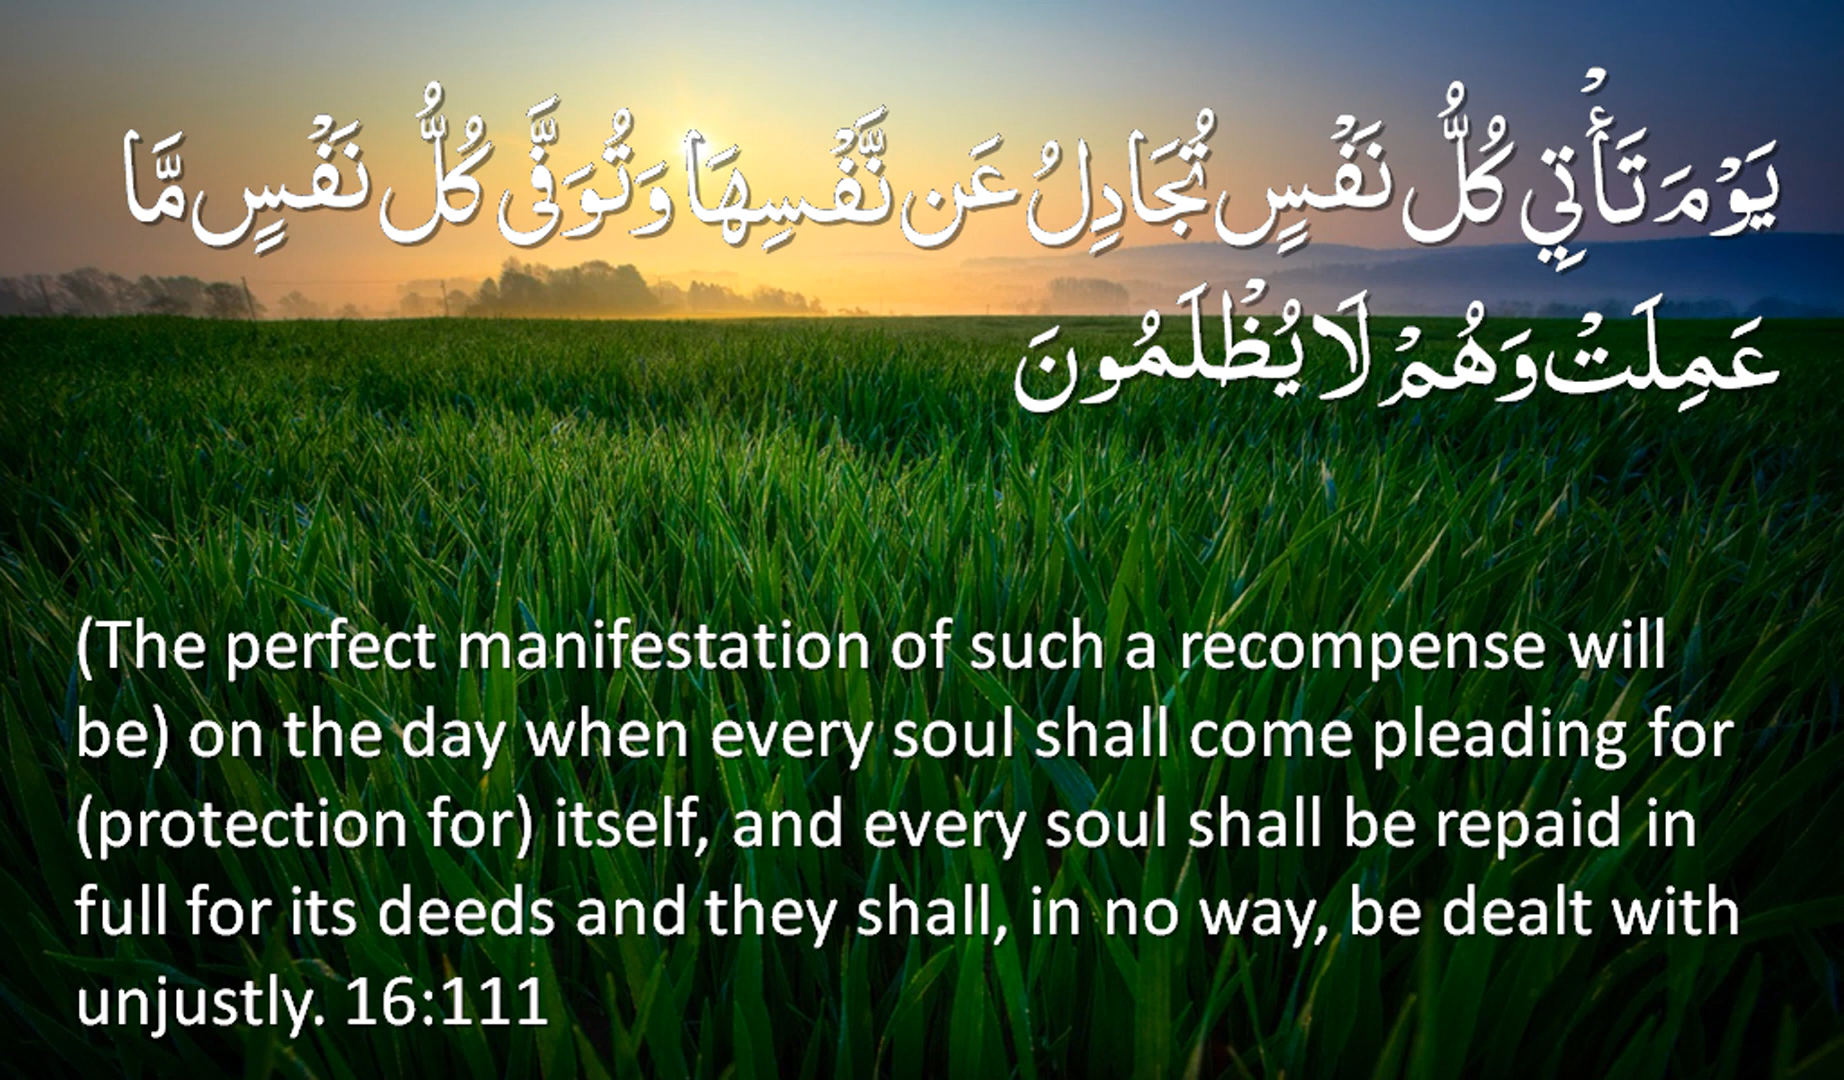 يَوْمَ تَأْتِي كُلُّ نَفْسٍ تُجَادِلُ عَن نَّفْسِهَا وَتُوَفَّى كُلُّ نَفْسٍ مَّا
عَمِلَتْ وَهُمْ لَا يُظْلَمُونَ
(The perfect manifestation of such a recompense will
be) on the day when every soul shall come pleading for
(protection for) itself, and every soul shall be repaid in
full for its deeds and they shall, in no way, be dealt with
unjustly. 16:111